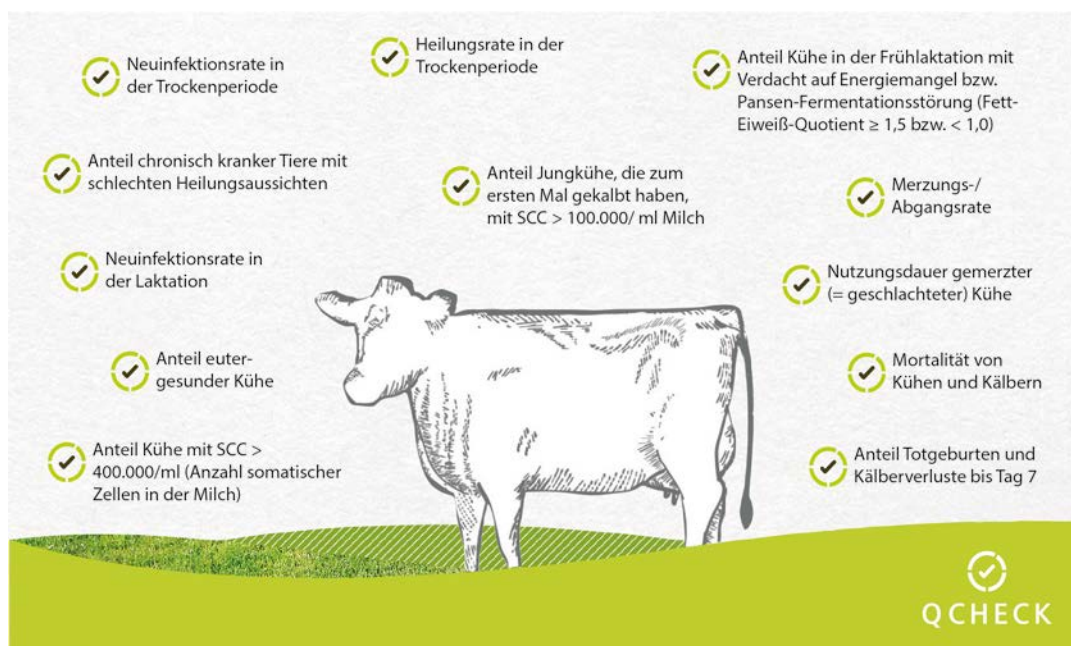 Neuinfektionsrate in
der Trockenperiode
Heilungsrate in der
Trockenperiode
Anteil Kühe in der Frühlaktation mit
Verdacht auf Energiemangel bzw.
Pansen-Fermentationsstörung (Fett-
Eiweiß-Quotient ≥ 1,5 bzw. < 1,0)
Anteil chronisch kranker Tiere mit
schlechten Heilungsaussichten
Anteil Jungkühe, die zum
ersten Mal gekalbt haben,
mit SCC > 100.000/ ml Milch
Merzungs-/
Abgangsrate
Neuinfektionsrate in
der Laktation
Nutzungsdauer gemerzter
(= geschlachteter) Kühe
Anteil euter-
gesunder Kühe
Mortalität von
Kühen und Kälbern
Anteil Kühe mit SCC >
400.000/ml (Anzahl somatischer
Zellen in der Milch)
Anteil Totgeburten und
Kälberverluste bis Tag 7
QCHECK